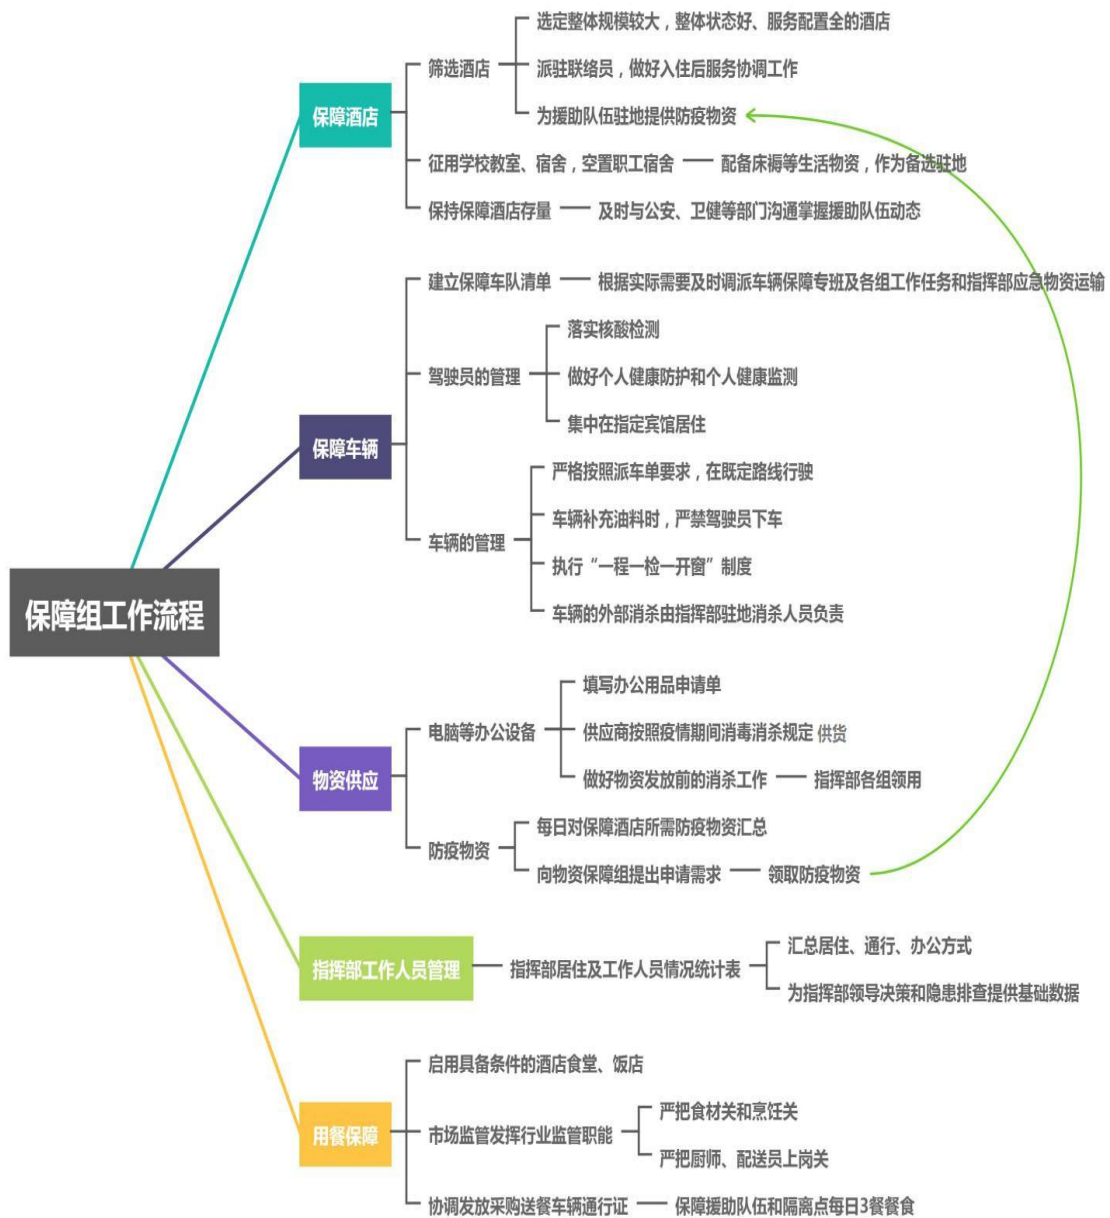 保障组工作流程
保障酒店
筛选酒店
选定整体规模较大，整体状态好、服务配置全的酒店
派驻联络员，做好入住后服务协调工作
为援助队伍驻地提供防疫物资
征用学校教室、宿舍，空置职工宿舍
配备床褥等生活物资，作为备选驻地
保持保障酒店存量
及时与公安、卫健等部门沟通掌握援助队伍动态
保障车辆
建立保障车队清单
根据实际需要及时调派车辆保障专班及各组工作任务和指挥部应急物资运输
驾驶员的管理
落实核酸检测
做好个人健康防护和个人健康监测
集中在指定宾馆居住
车辆的管理
严格按照派车单要求，在既定路线行驶
车辆补充油料时，严禁驾驶员下车
执行“一程一检一开窗”制度
车辆的外部消杀由指挥部驻地消杀人员负责
物资供应
电脑等办公设备
填写办公用品申请单
供应商按照疫情期间消毒消杀规定 供货
做好物资发放前的消杀工作
指挥部各组领用
防疫物资
每日对保障酒店所需防疫物资汇总
向物资保障组提出申请需求
领取防疫物资
指挥部工作人员管理
指挥部居住及工作人员情况统计表
汇总居住、通行、办公方式
为指挥部领导决策和隐患排查提供基础数据
用餐保障
启用具备条件的酒店食堂、饭店
市场监管发挥行业监管职能
严把食材关和烹饪关
严把厨师、配送员上岗关
协调发放采购送餐车辆通行证
保障援助队伍和隔离点每日3餐餐食